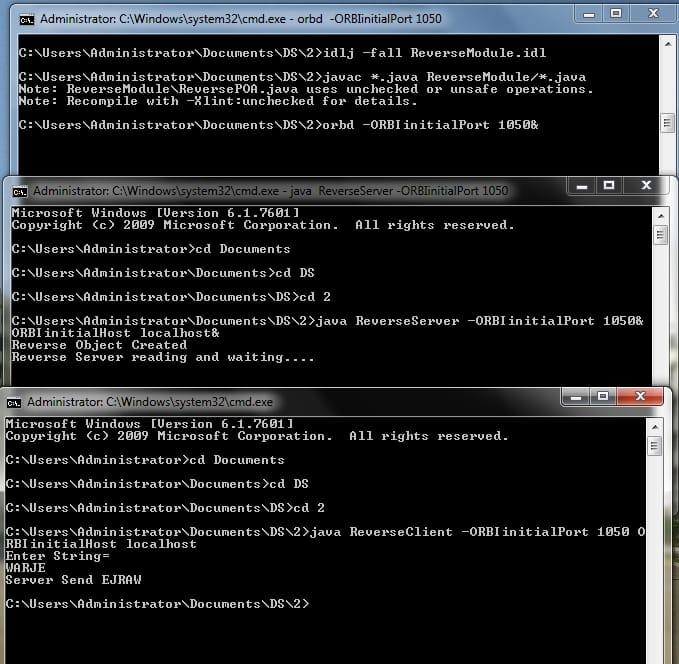 Administrator: C:\Windows\system32\cmd.exe - orbd -ORBInitialPort 1050
C:\Users\Administrator\Documents\DS\2>idlj -fall ReverseModule.idl
C:\Users\Administrator\Documents\DS\2>javac *.java ReverseModule/*.java
Note: ReverseModule\ReversePOA.java uses unchecked or unsafe operations.
Note: Recompile with -Xlint:unchecked for details.
C:\Users\Administrator\Documents\DS\2>orbd -ORBIinitialPort 1050&
Administrator: C:\Windows\system32\cmd.exe - java ReverseServer -ORBIinitialPort 1050
Microsoft Windows [Version 6.1.7601]
Copyright (c) 2009 Microsoft Corporation. All rights reserved.
C:\Users\Administrator>cd Documents
C:\Users\Administrator\Documents>cd DS
C:\Users\Administrator\Documents\DS>cd 2
C:\Users\Administrator\Documents\DS\2>java ReverseServer -ORBIinitialPort 1050&
ORBIinitialHost localhost&
Reverse Object Created
Reverse Server reading and waiting....
Administrator: C:\Windows\system32\cmd.exe
Microsoft Windows [Version 6.1.7601]
Copyright (c) 2009 Microsoft Corporation. All rights reserved.
C:\Users\Administrator>cd Documents
C:\Users\Administrator\Documents>cd DS
C:\Users\Administrator\Documents\DS>cd 2
C:\Users\Administrator\Documents\DS\2>java ReverseClient -ORBIinitialPort 1050 O
RBIinitialHost localhost
Enter String=
WARJE
Server Send EJRAW
C:\Users\Administrator\Documents\DS\2>